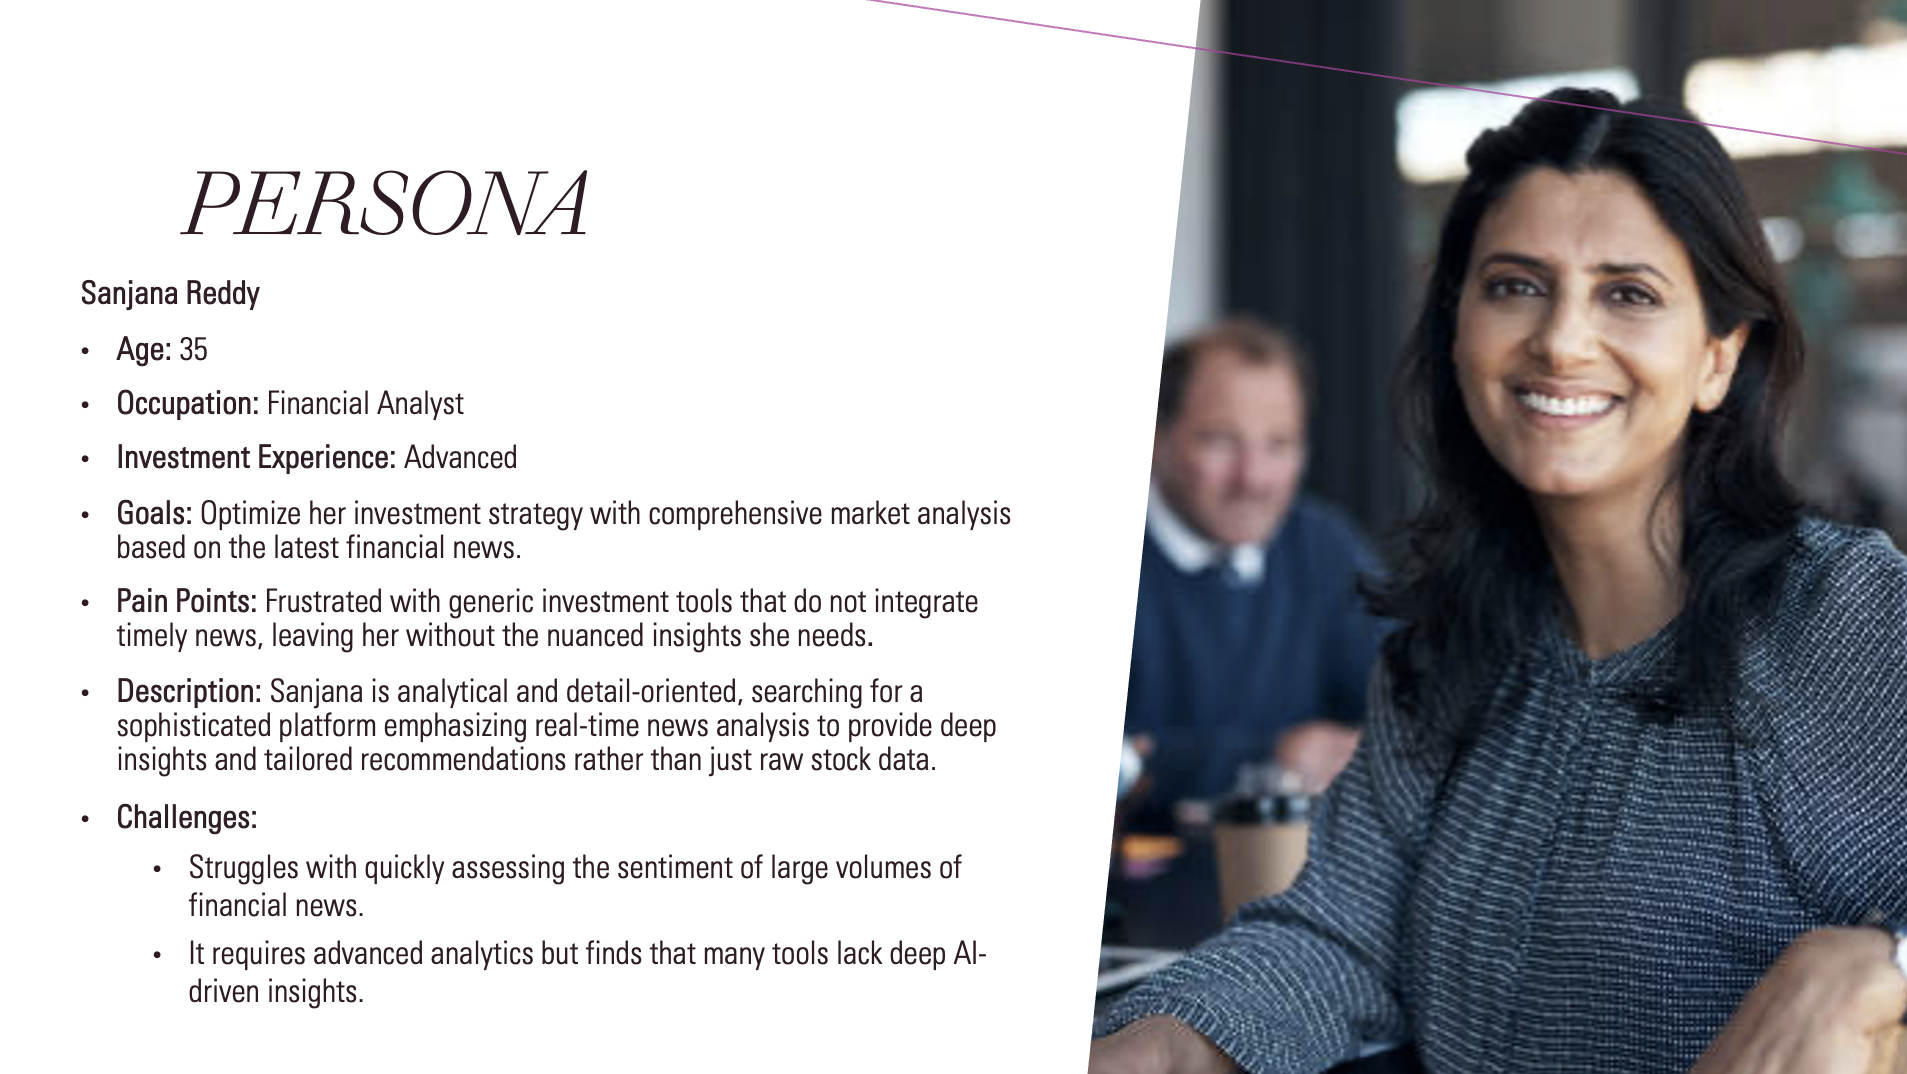 PERSONA
Sanjana Reddy
• Age: 35
• Occupation: Financial Analyst
• Investment Experience: Advanced
• Goals: Optimize her investment strategy with comprehensive market analysis
based on the latest financial news.
• Pain Points: Frustrated with generic investment tools that do not integrate
timely news, leaving her without the nuanced insights she needs.
• Description: Sanjana is analytical and detail-oriented, searching for a
sophisticated platform emphasizing real-time news analysis to provide deep
insights and tailored recommendations rather than just raw stock data.
• Challenges:
• Struggles with quickly assessing the sentiment of large volumes of
financial news.
• It requires advanced analytics but finds that many tools lack deep AI-
driven insights.